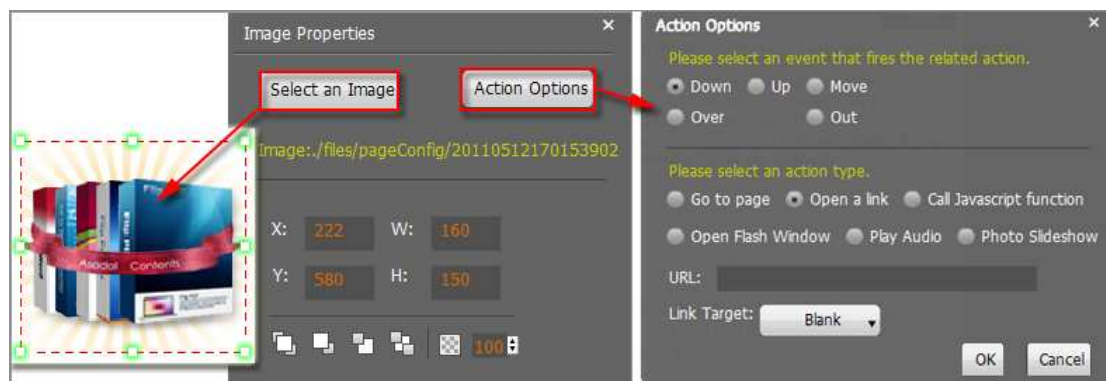 Image Properties
×
Select an Image
Action Options
Image:./files/pageConfig/20110512170153902
X: 222 W: 160
Y: 580 H: 150
100
Asadal Contents
Action Options
×
Please select an event that fires the related action.
Down Up Move
Over Out
Please select an action type.
Go to page Open a link Call Javascript function
Open Flash Window Play Audio Photo Slideshow
URL:
Link Target: Blank
OK Cancel